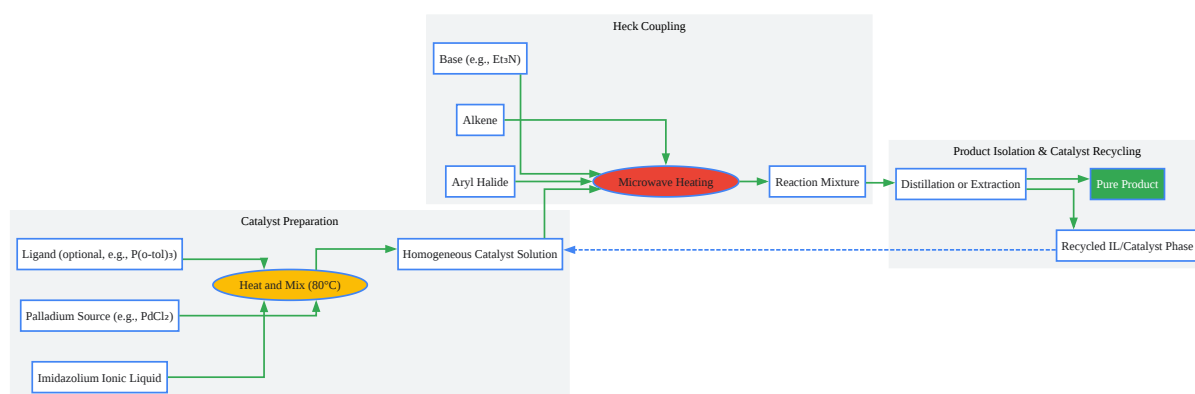 Heck Coupling
Base (e.g., Et₃N)
Alkene
Aryl Halide
Microwave Heating
Reaction Mixture
Product Isolation & Catalyst Recycling
Distillation or Extraction
Pure Product
Recycled IL/Catalyst Phase
Catalyst Preparation
Ligand (optional, e.g., P(o-tol)₃)
Heat and Mix (80°C)
Homogeneous Catalyst Solution
Palladium Source (e.g., PdCl₂)
Imidazolium Ionic Liquid